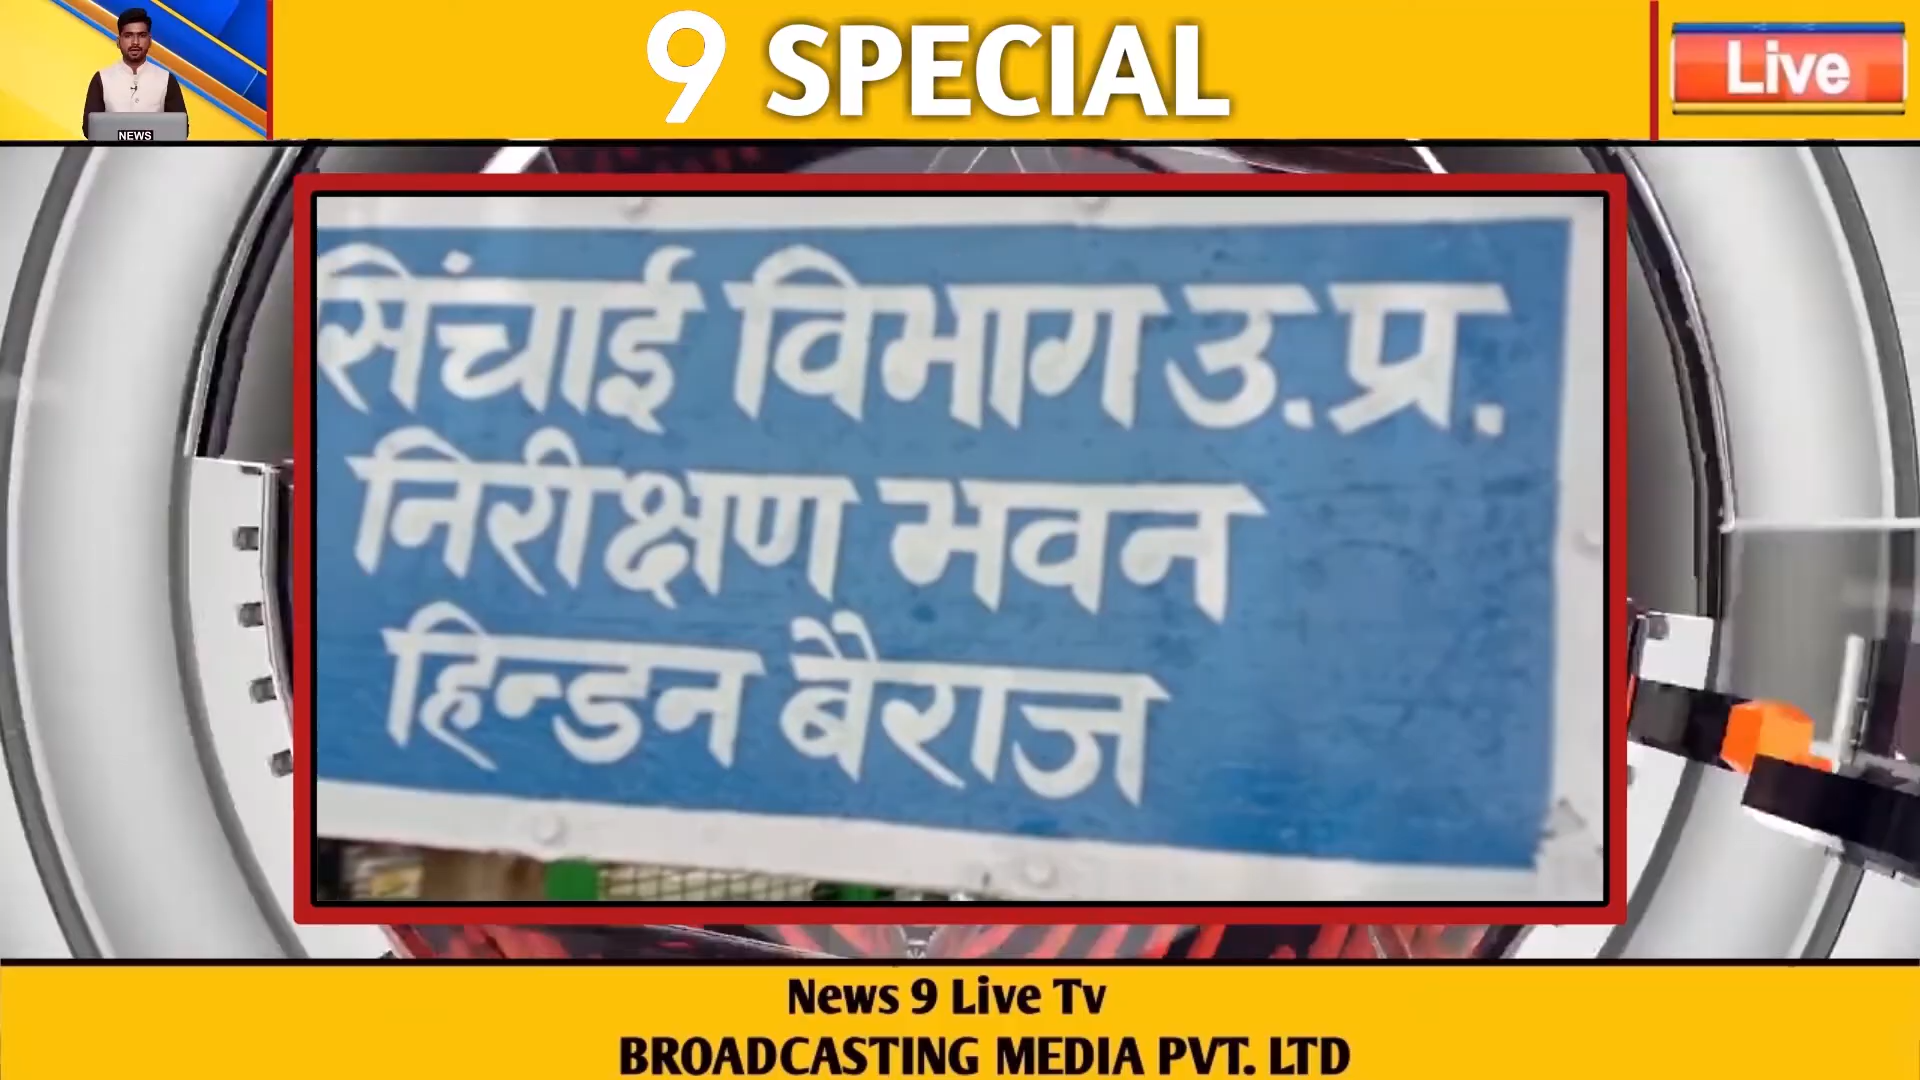 9 SPECIAL
Live
NEWS
सिंचाई विभाग उ.प्र.
निरीक्षण भवन
हिन्डन बैराज
News 9 Live Tv
BROADCASTING MEDIA PVT. LTD